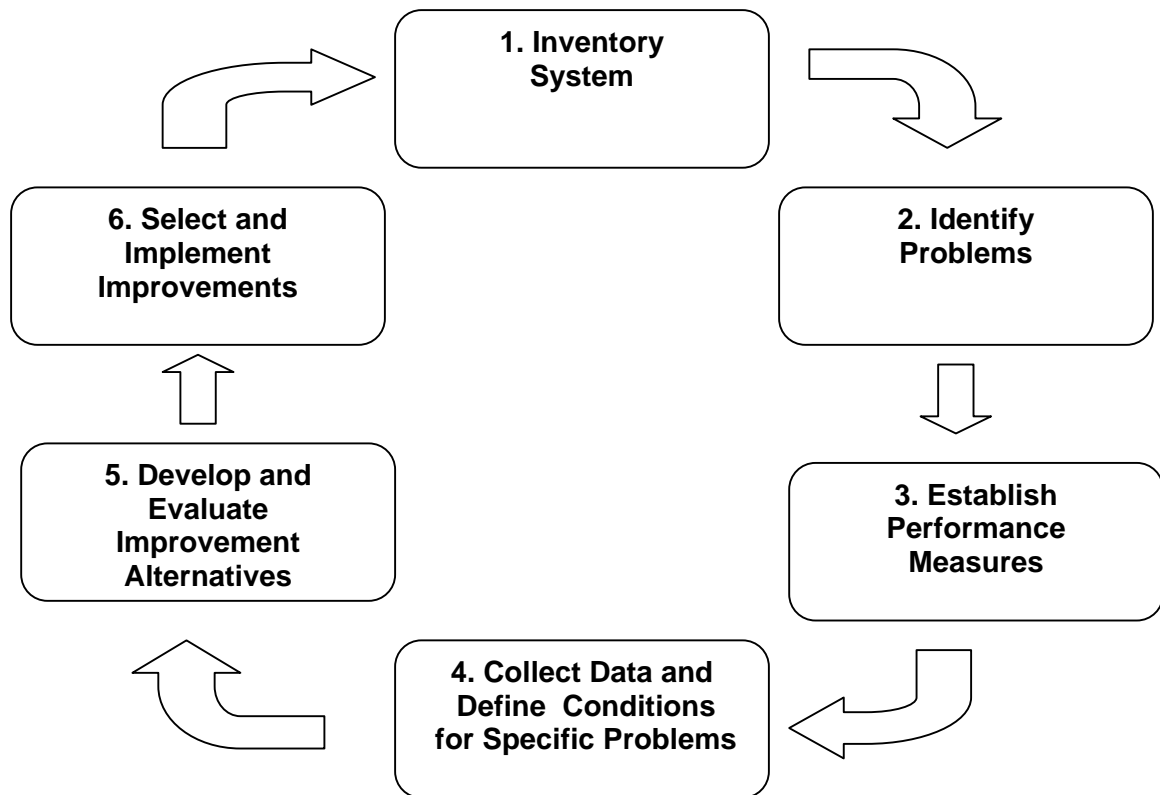 1. Inventory
System
2. Identify
Problems
3. Establish
Performance
Measures
4. Collect Data and
Define  Conditions
for Specific Problems
5. Develop and
Evaluate
Improvement
Alternatives
6. Select and
Implement
Improvements